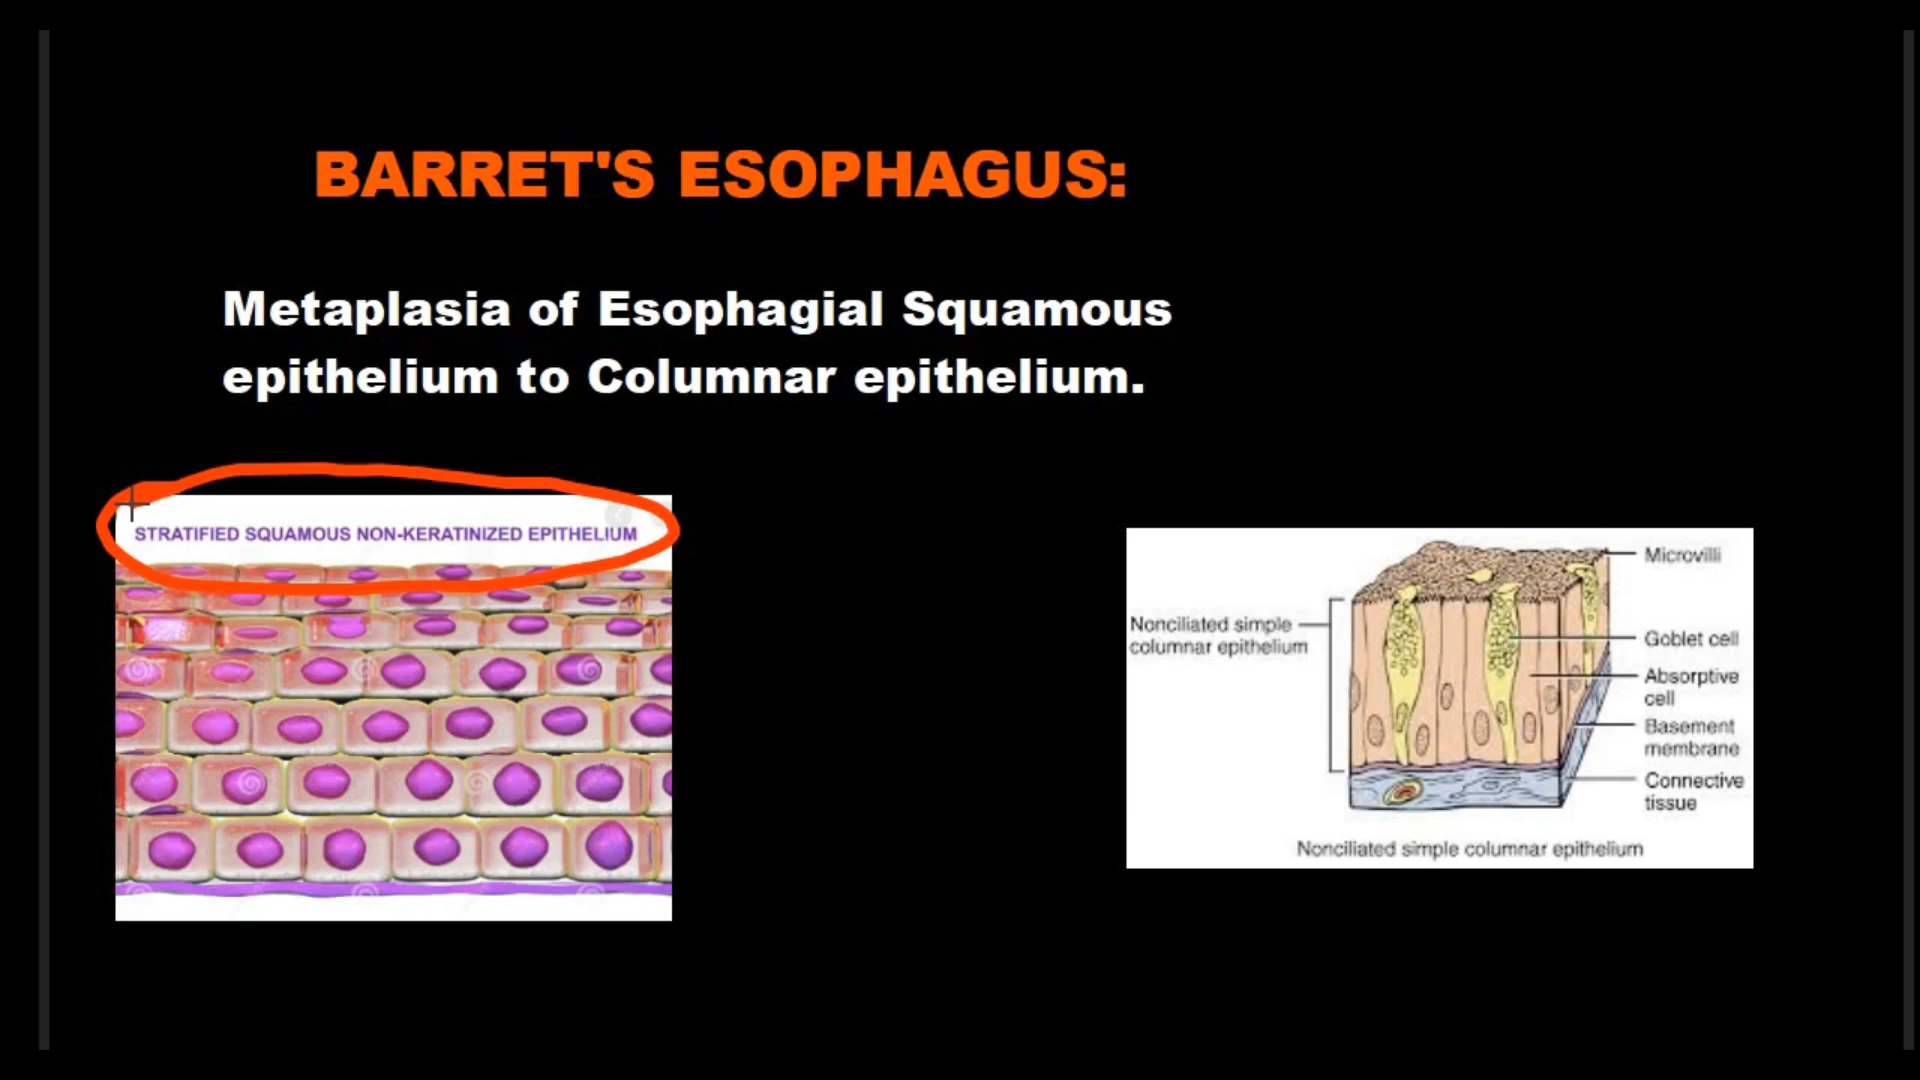 BARRET'S ESOPHAGUS:
Metaplasia of Esophagial Squamous
epithelium to Columnar epithelium.
STRATIFIED SQUAMOUS NON-KERATINIZED EPITHELIUM
Microvilli
Nonciliated simple
columnar epithelium
Goblet cell
Absorptive
cell
Basement
membrane
Connective
tissue
Nonciliated simple columnar epithelium